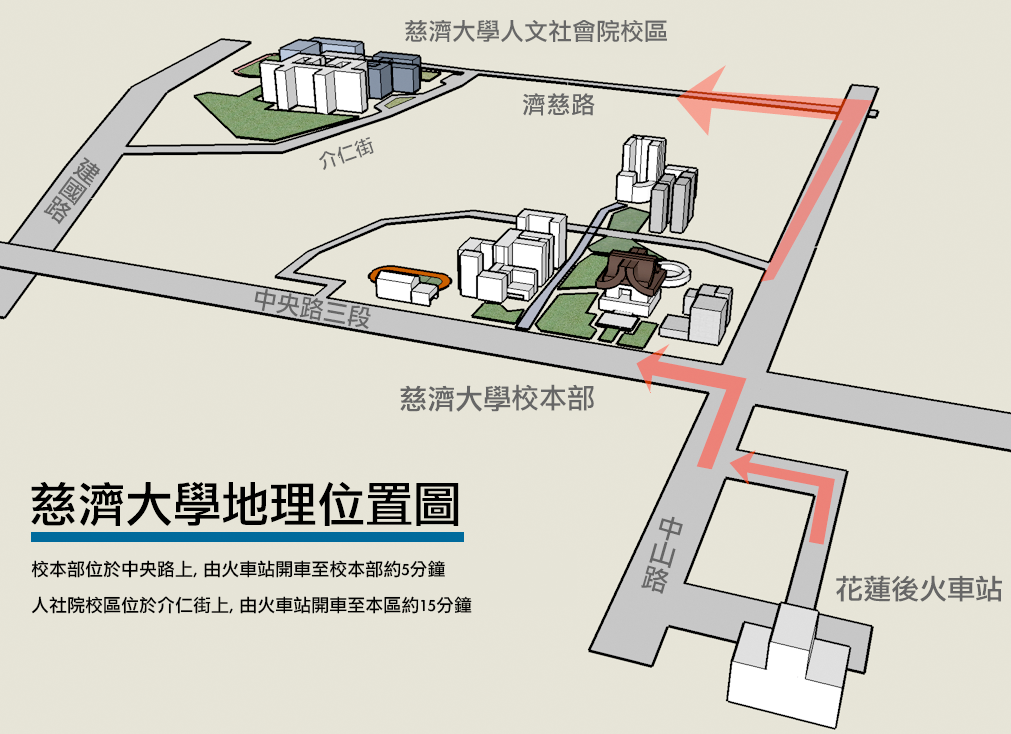 慈濟大學人文社會院校區
濟慈路
介仁街
建國路
中央路三段
慈濟大學校本部
慈濟大學地理位置圖
校本部位於中央路上, 由火車站開車至校本部約5分鐘
人社院校區位於介仁街上, 由火車站開車至本區約15分鐘
中山路
花蓮後火車站